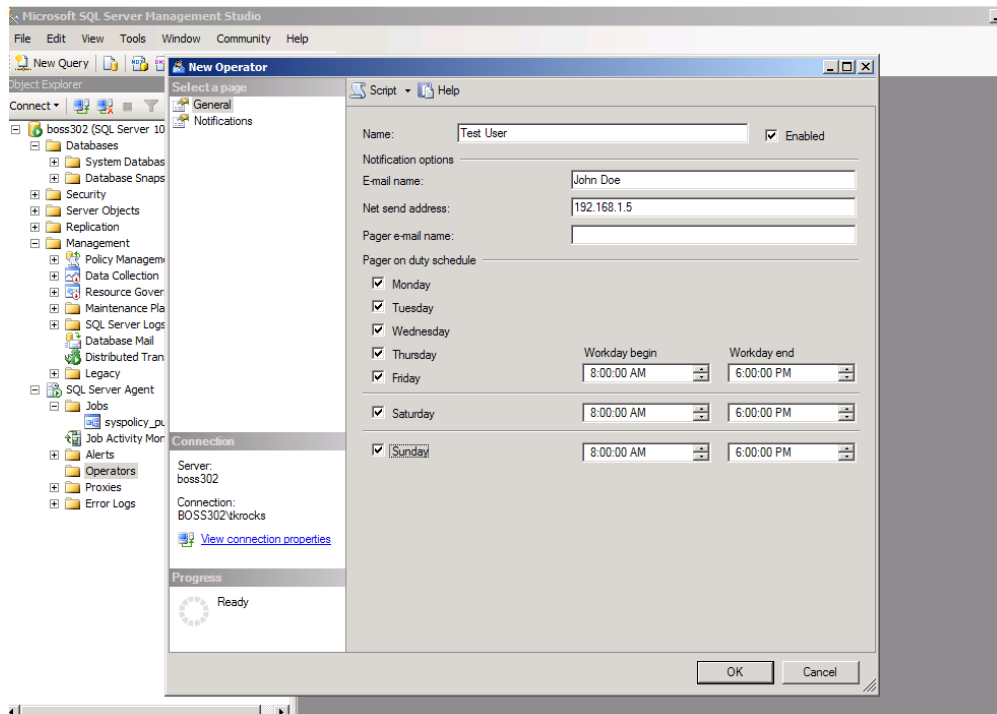 Microsoft SQL Server Management Studio
File Edit View Tools Window Community Help
New Query
Object Explorer
Connect
boss302 (SQL Server 10
Databases
System Databas
Database Snaps
Security
Server Objects
Replication
Management
Policy Managem
Data Collection
Resource Gover
Maintenance Pla
SQL Server Logs
Database Mail
Distributed Tran
Legacy
SQL Server Agent
Jobs
syspolicy_pu
Job Activity Mor
Alerts
Operators
Proxies
Error Logs
New Operator
Select a page
General
Notifications
Connection
Server:
boss302
Connection:
BOSS302\tkrocks
View connection properties
Progress
Ready
Script Help
Name: Test User Enabled
Notification options
E-mail name: John Doe
Net send address: 192.168.1.5
Pager e-mail name:
Pager on duty schedule
Monday
Tuesday
Wednesday
Thursday Workday begin Workday end
Friday 8:00:00 AM 6:00:00 PM
Saturday 8:00:00 AM 6:00:00 PM
Sunday 8:00:00 AM 6:00:00 PM
OK Cancel